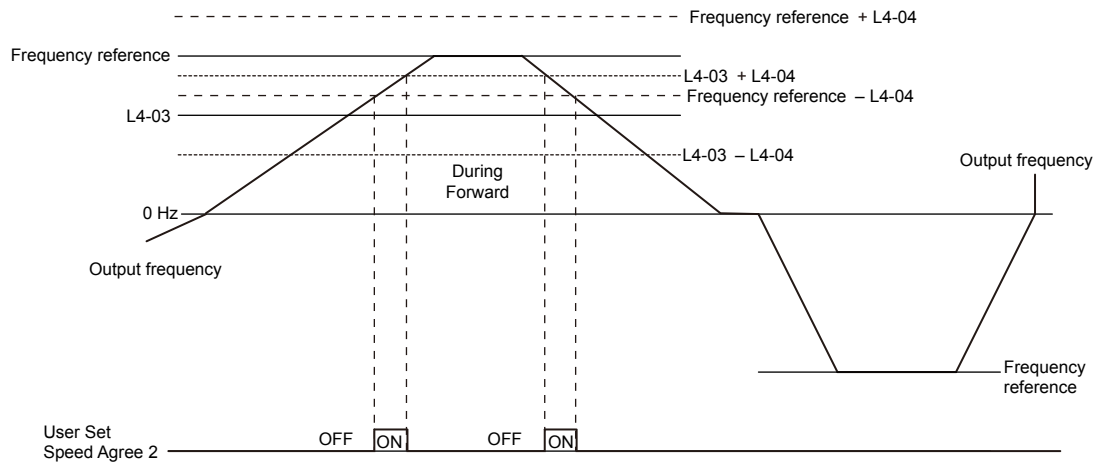 Frequency reference + L4-04
Frequency reference
L4-03 + L4-04
Frequency reference – L4-04
L4-03
L4-03 – L4-04
During
Forward
Output frequency
0 Hz
Output frequency
Frequency
reference
User Set
Speed Agree 2
OFF
ON
OFF
ON